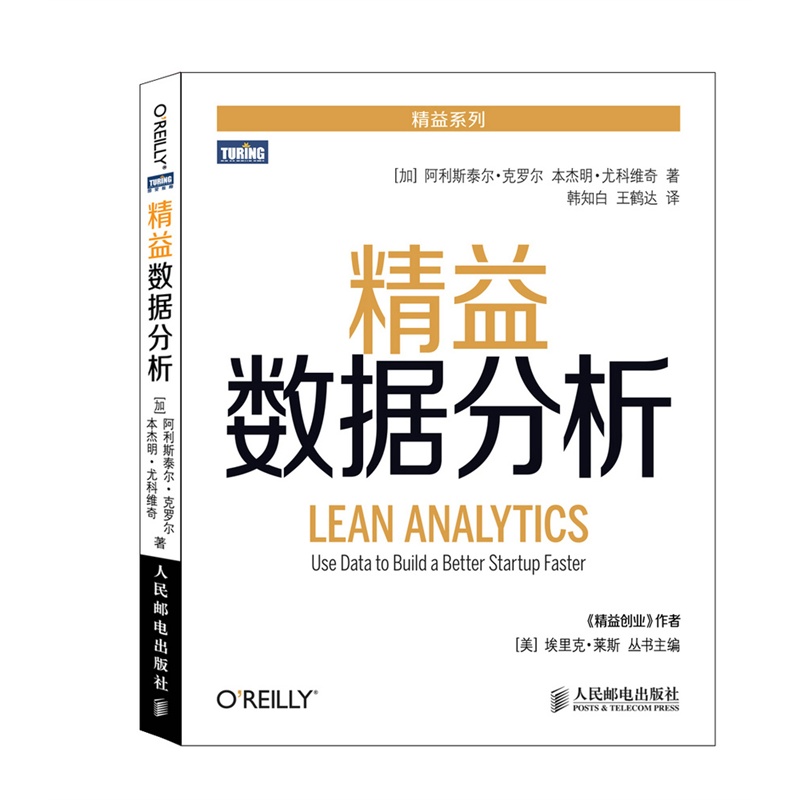 O'REILLY®
TURING
图灵教育
精益数据分析
[加]
阿利斯泰尔·克罗尔
本杰明·尤科维奇
著
人民邮电出版社
精益系列
TURING
[加] 阿利斯泰尔·克罗尔 本杰明·尤科维奇 著
韩知白 王鹤达 译
精益
数据分析
LEAN ANALYTICS
Use Data to Build a Better Startup Faster
《精益创业》作者
[美] 埃里克·莱斯 丛书主编
O'REILLY®
人民邮电出版社
POSTS & TELECOM PRESS